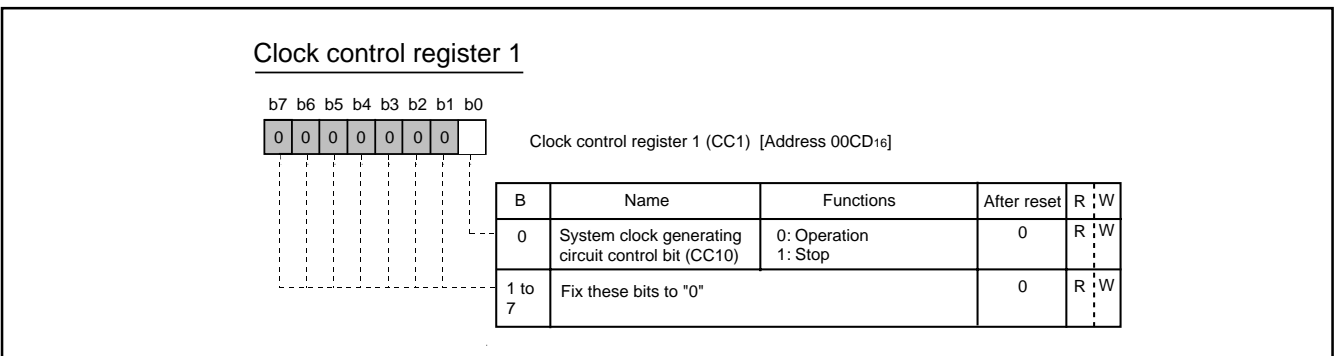 Clock control register 1
b7 b6 b5 b4 b3 b2 b1 b0
0 0 0 0 0 0 0
Clock control register 1 (CC1) [Address 00CD16]
B Name Functions After reset R W
0 System clock generating circuit control bit (CC10) 0: Operation 1: Stop 0 R W
1 to 7 Fix these bits to "0" 0 R W